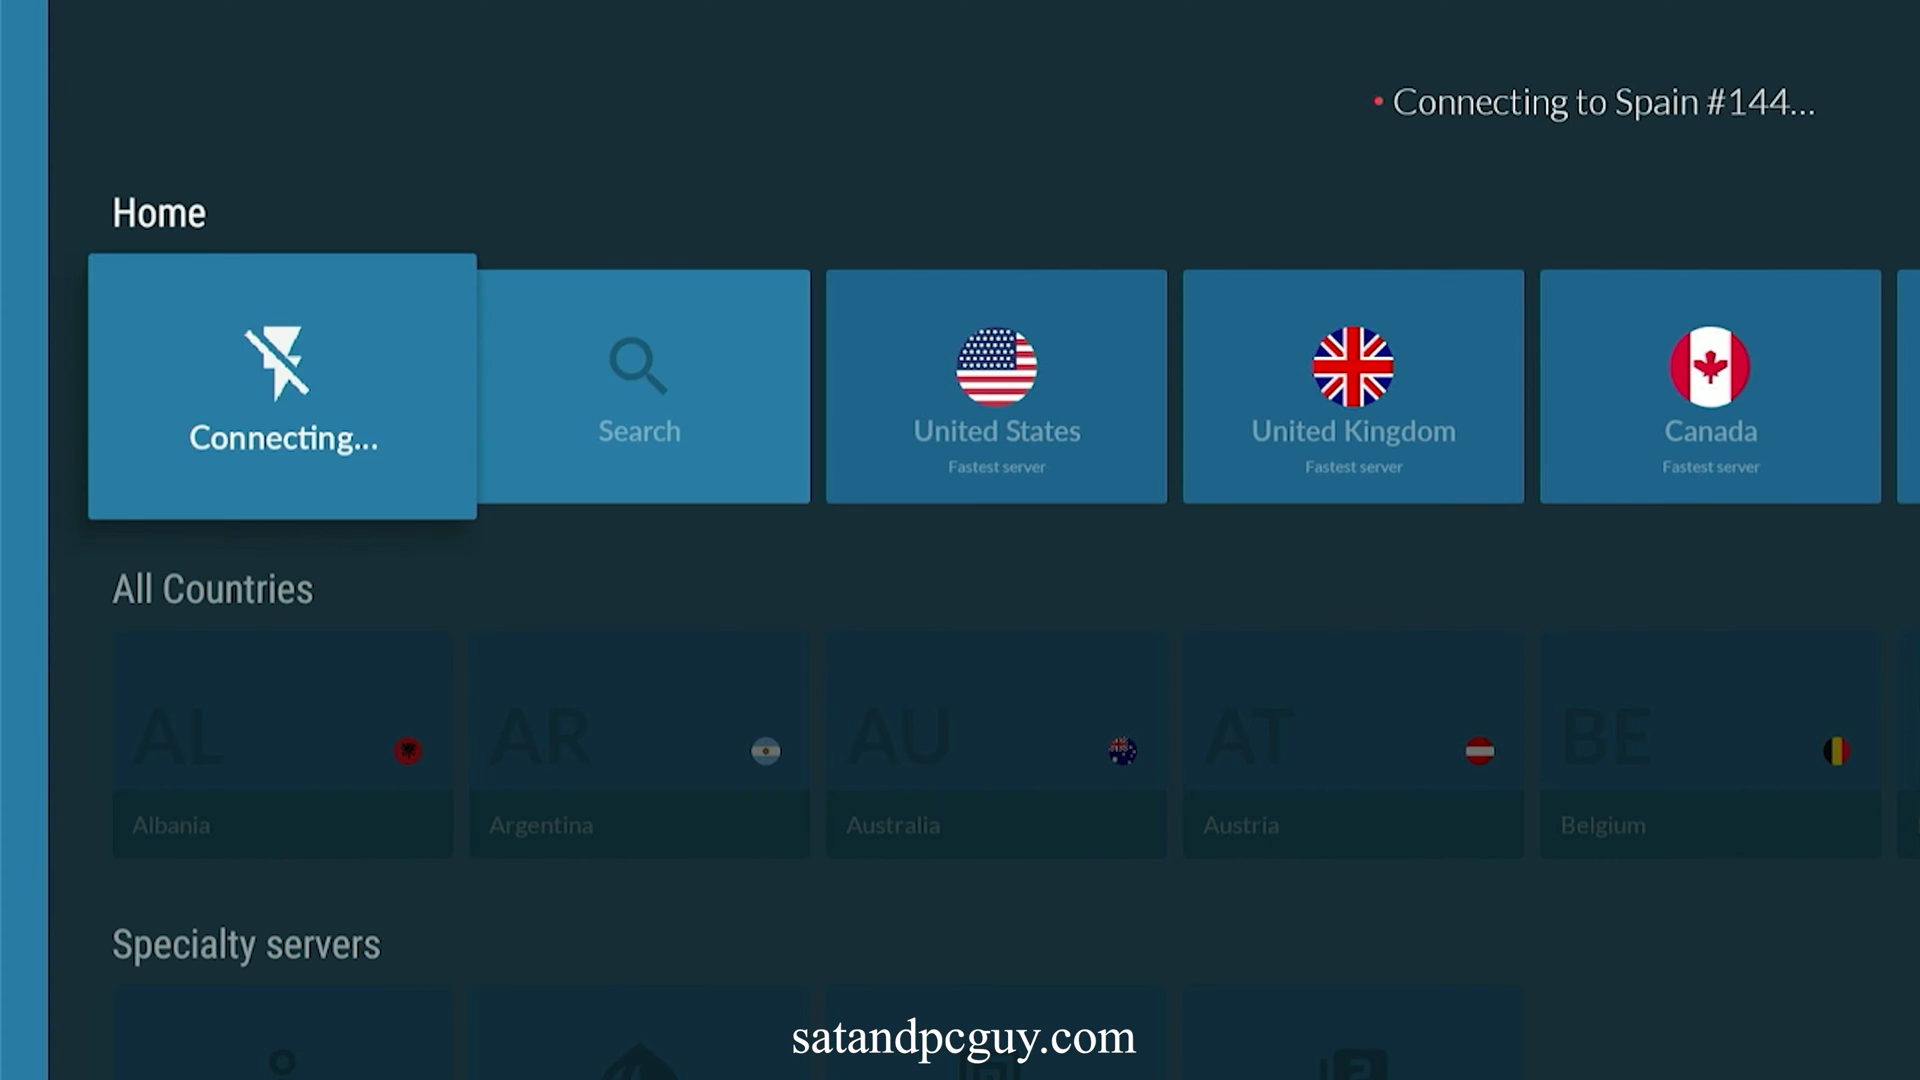 • Connecting to Spain #144...
Home
Connecting...
Search
United States
Fastest server
United Kingdom
Fastest server
Canada
Fastest server
All Countries
AL
Albania
AR
Argentina
AU
Australia
AT
Austria
BE
Belgium
Specialty servers
satandpcguy.com